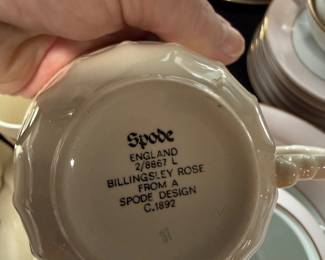 Spode
ENGLAND
2/8867 L
BILLINGSLEY ROSE
FROM A
SPODE DESIGN
C.1892